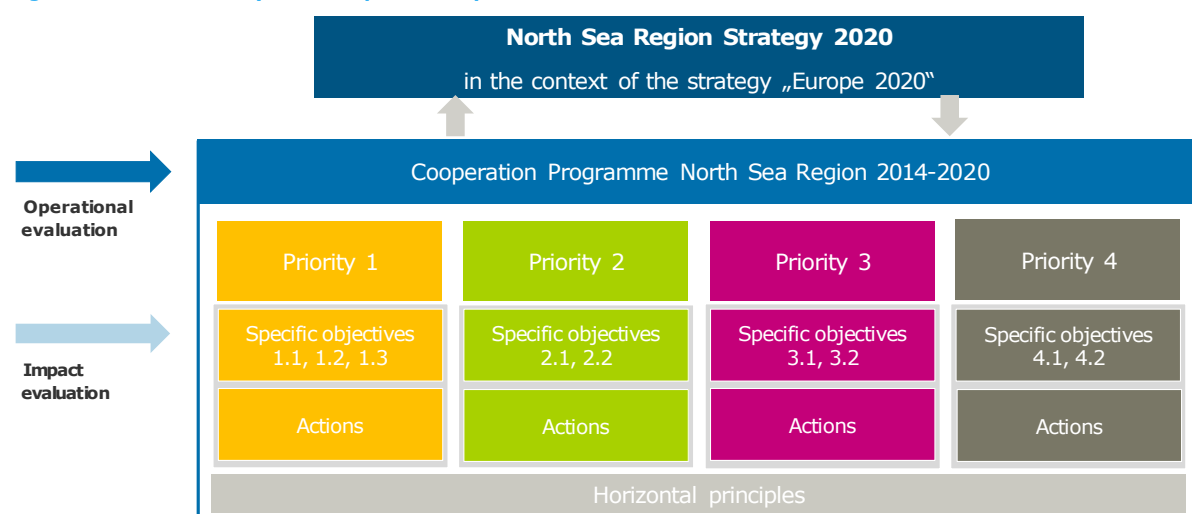 North Sea Region Strategy 2020
in the context of the strategy „Europe 2020“
Cooperation Programme North Sea Region 2014-2020
Operational
evaluation
Priority 1
Priority 2
Priority 3
Priority 4
Specific objectives
1.1, 1.2, 1.3
Specific objectives
2.1, 2.2
Specific objectives
3.1, 3.2
Specific objectives
4.1, 4.2
Impact
evaluation
Actions
Actions
Actions
Actions
Horizontal principles